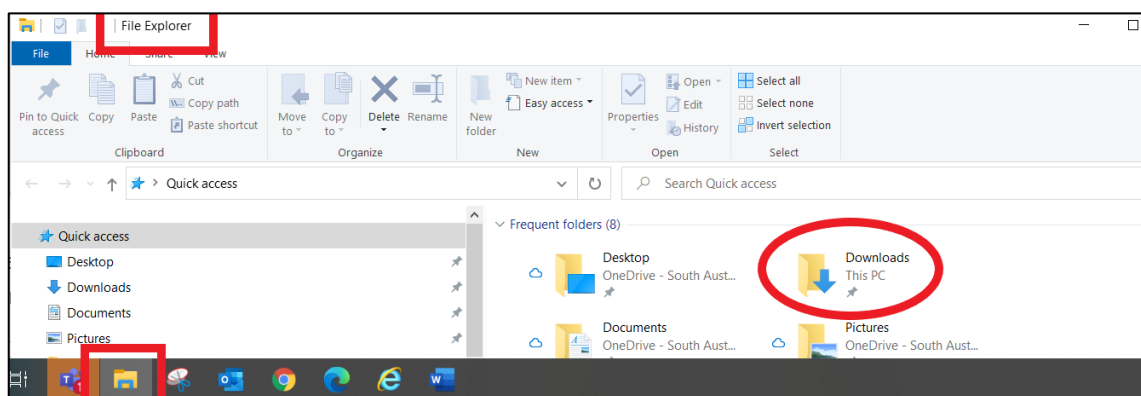 File Explorer
File Home Share View
Pin to Quick access
Copy
Paste
Cut
Copy path
Paste shortcut
Clipboard
Move to
Copy to
Delete
Rename
Organize
New folder
New item
Easy access
New
Properties
Open
Edit
History
Open
Select all
Select none
Invert selection
Select
Quick access
Search Quick access
Quick access
Desktop
Downloads
Documents
Pictures
Frequent folders (8)
Desktop
OneDrive - South Aust...
Downloads
This PC
Documents
OneDrive - South Aust...
Pictures
OneDrive - South Aust...